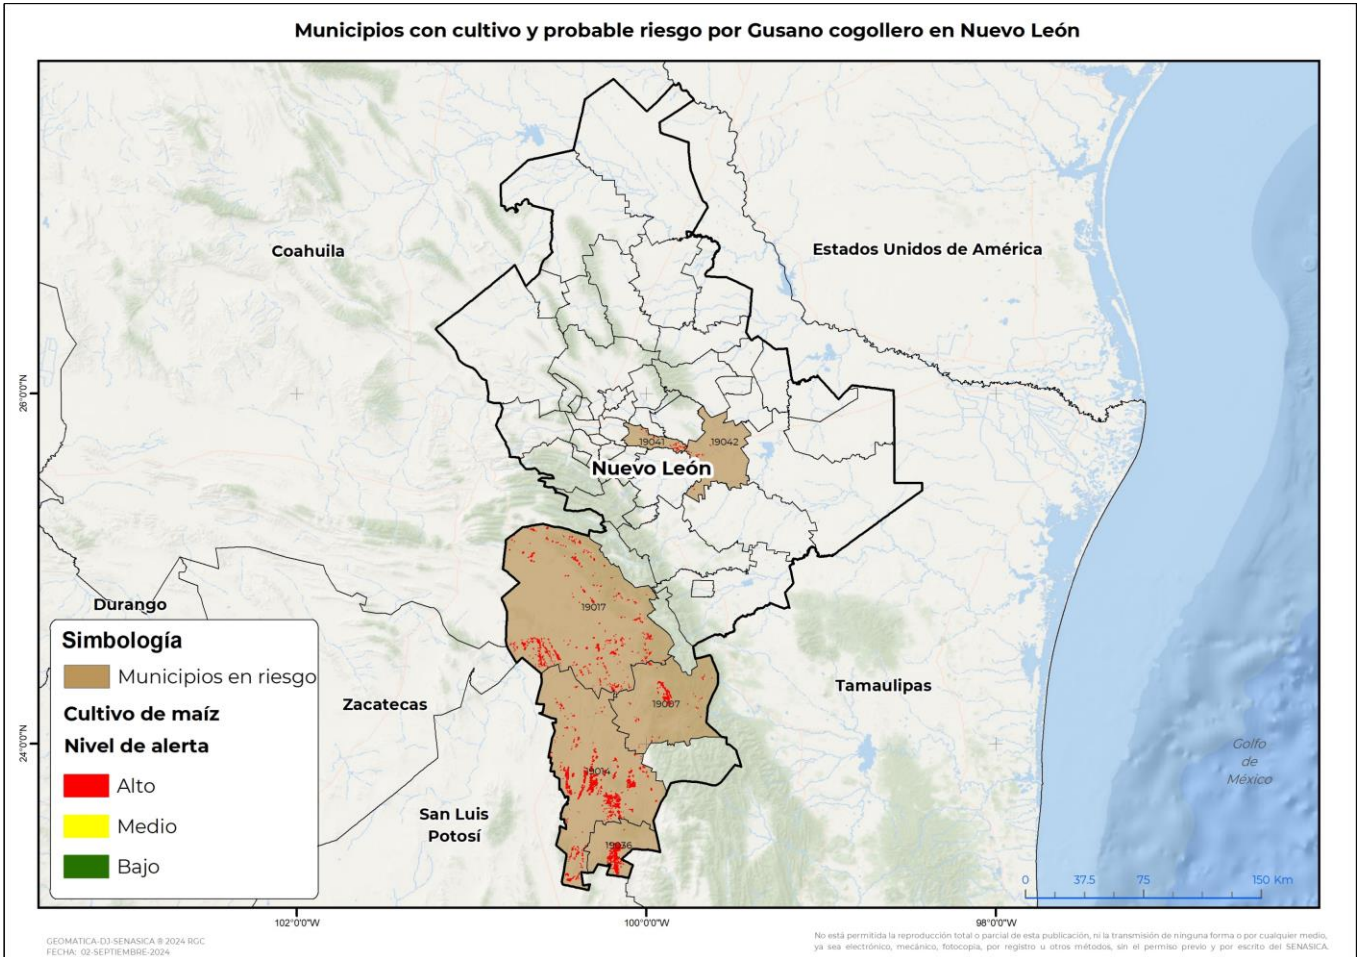 Municipios con cultivo y probable riesgo por Gusano cogollero en Nuevo León
Coahuila
Estados Unidos de América
26°0'0"N
19041
19042
Nuevo León
Durango
19017
Simbología
Municipios en riesgo
Cultivo de maíz
Nivel de alerta
Alto
Medio
Bajo
Zacatecas
Tamaulipas
19007
24°0'0"N
19014
Golfo
de
México
San Luis
Potosí
19036
0 37.5 75 150 Km
102°0'0"W
100°0'0"W
98°0'0"W
GEOMÁTICA-DJ-SENASICA ® 2024 RGC
FECHA: 02-SEPTIEMBRE-2024
No está permitida la reproducción total o parcial de esta publicación, ni la transmisión de ninguna forma o por cualquier medio,
ya sea electrónico, mecánico, fotocopia, por registro u otros métodos, sin el permiso previo y por escrito del SENASICA.